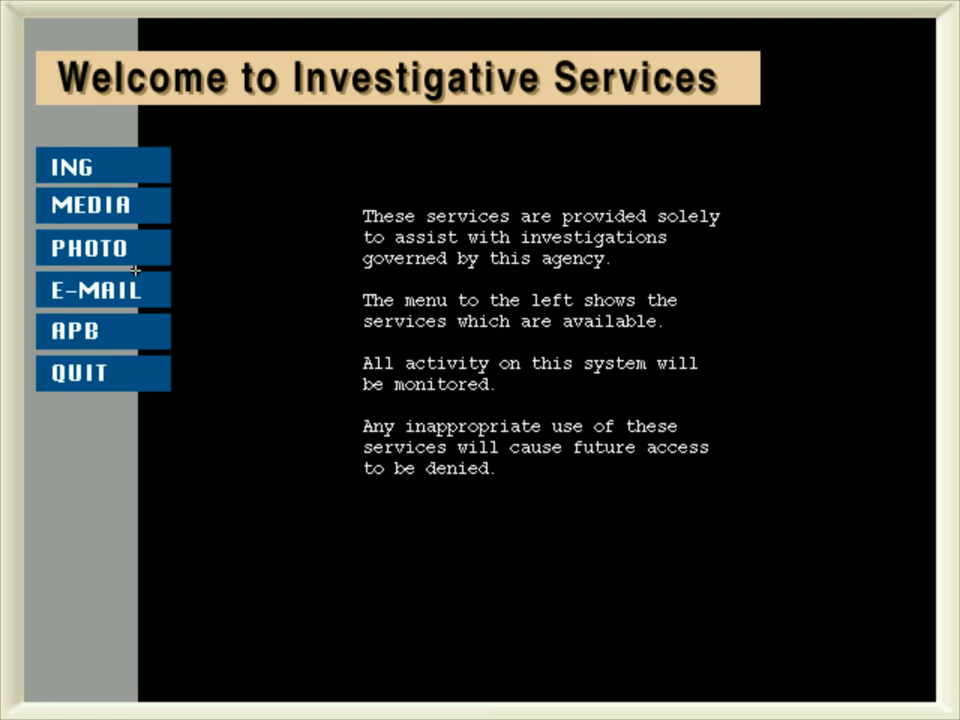 Welcome to Investigative Services
ING
MEDIA
PHOTO
E-MAIL
APB
QUIT
These services are provided solely
to assist with investigations
governed by this agency.
The menu to the left shows the
services which are available.
All activity on this system will
be monitored.
Any inappropriate use of these
services will cause future access
to be denied.